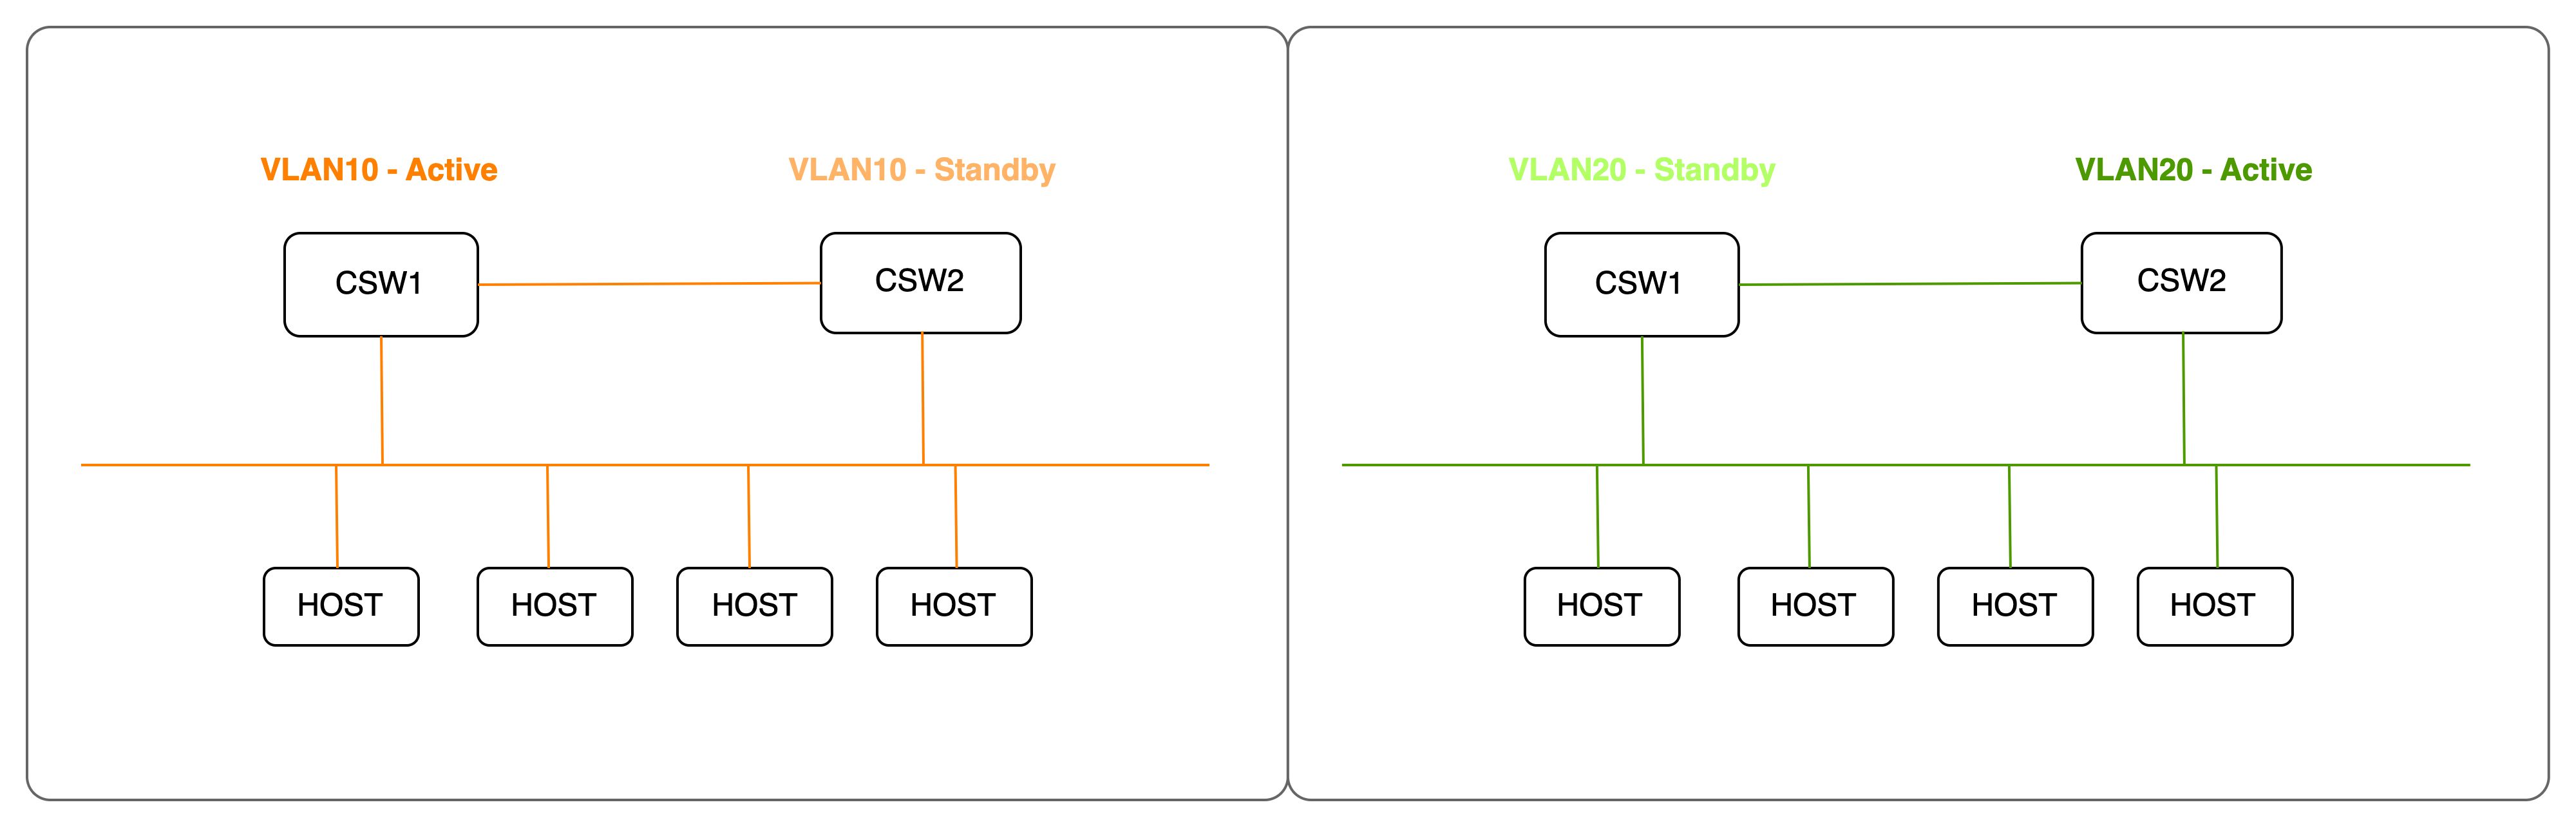 VLAN10 - Active
VLAN10 - Standby
CSW1
CSW2
HOST
HOST
HOST
HOST
VLAN20 - Standby
VLAN20 - Active
CSW1
CSW2
HOST
HOST
HOST
HOST